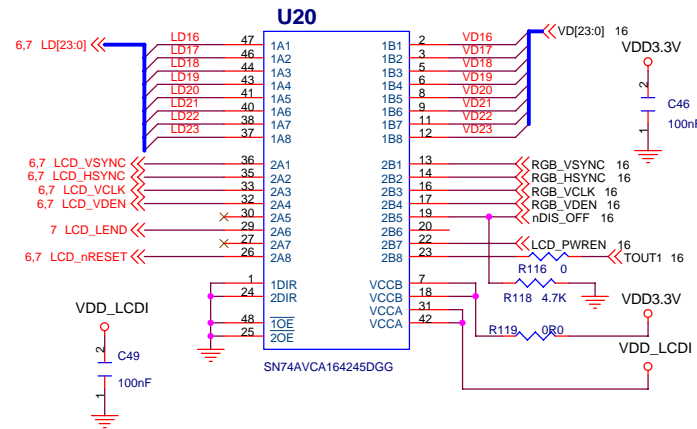 U20
6,7 LD[23:0]
LD16 47 1A1 1B1 2 VD16
VD[23:0] 16
LD17 46 1A2 1B2 3 VD17
LD18 44 1A3 1B3 5 VD18
LD19 43 1A4 1B4 6 VD19
LD20 41 1A5 1B5 8 VD20
LD21 40 1A6 1B6 9 VD21
LD22 38 1A7 1B7 11 VD22
LD23 37 1A8 1B8 12 VD23
VDD3.3V
2
C46
100nF
1
6,7 LCD_VSYNC 36 2A1 2B1 13 RGB_VSYNC 16
6,7 LCD_HSYNC 35 2A2 2B2 14 RGB_HSYNC 16
6,7 LCD_VCLK 33 2A3 2B3 16 RGB_VCLK 16
6,7 LCD_VDEN 32 2A4 2B4 17 RGB_VDEN 16
30 2A5 2B5 19 nDIS_OFF 16
7 LCD_LEND 29 2A6 2B6 20
27 2A7 2B7 22 LCD_PWREN 16
6,7 LCD_nRESET 26 2A8 2B8 23 TOUT1 16
R116 0
1 1DIR VCCB 7
R118 4.7K
24 2DIR VCCB 18
VCCA 31
48 1OE VCCA 42
25 2OE
VDD3.3V
R119 0R0
VDD_LCDI
VDD_LCDI
2
C49
100nF
1
SN74AVCA164245DGG